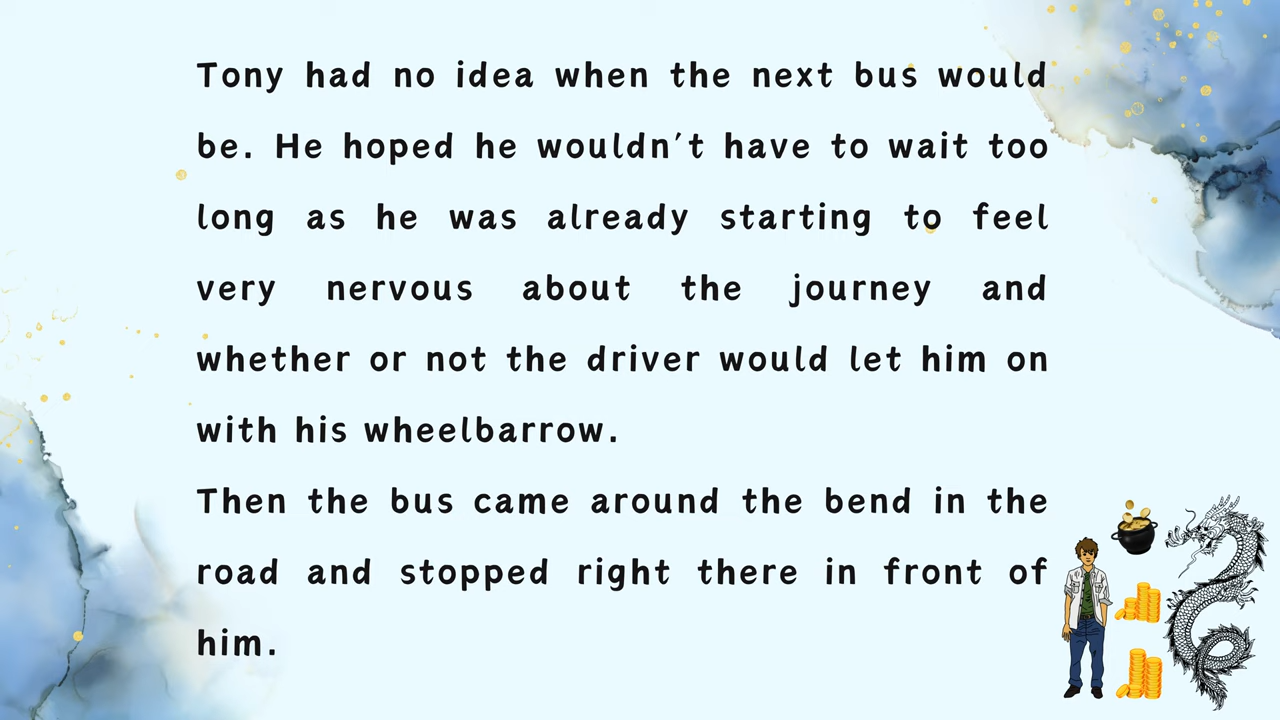 Tony had no idea when the next bus would
be. He hoped he wouldn't have to wait too
long as he was already starting to feel
very nervous about the journey and
whether or not the driver would let him on
with his wheelbarrow.
Then the bus came around the bend in the
road and stopped right there in front of
him.